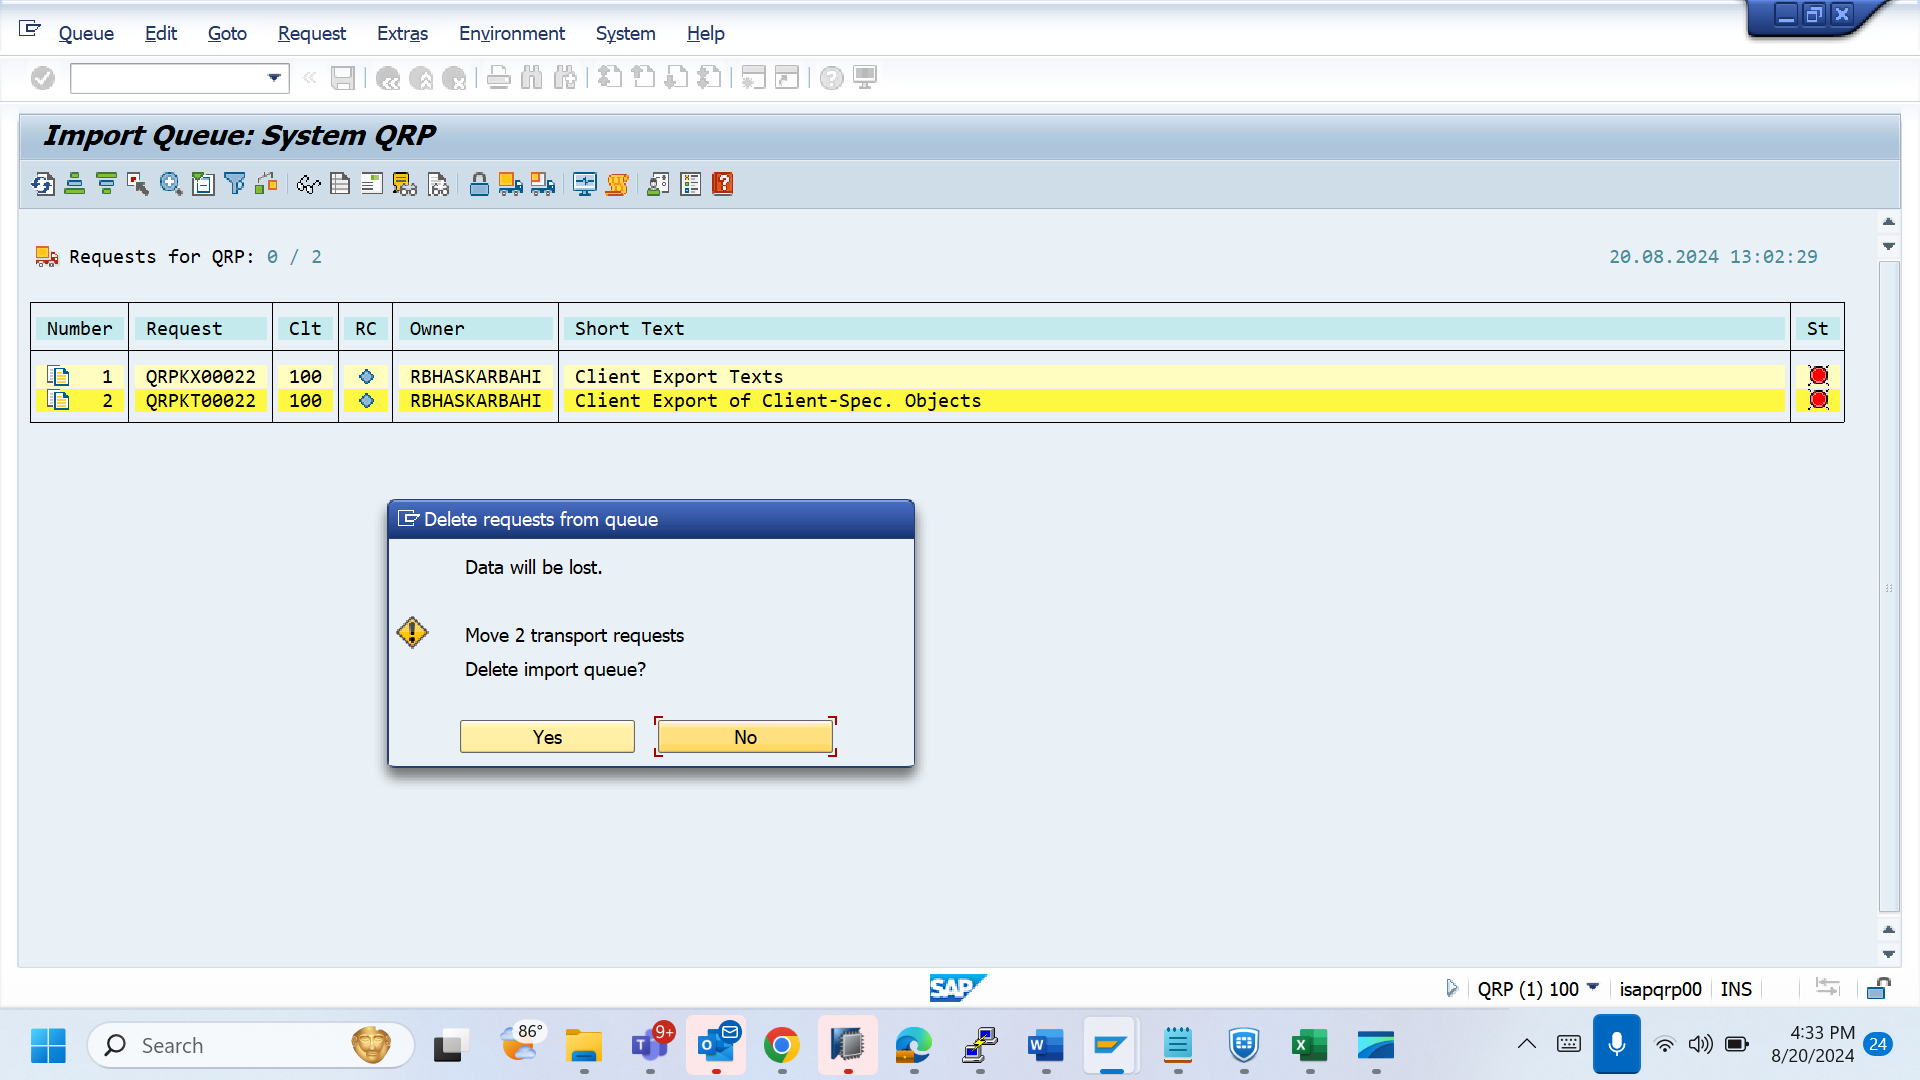 Queue Edit Goto Request Extras Environment System Help
Import Queue: System QRP
Requests for QRP: 0 / 2 20.08.2024 13:02:29
Number Request Clt RC Owner Short Text St
1 QRPKX00022 100 RBHASKARBAHI Client Export Texts
2 QRPKT00022 100 RBHASKARBAHI Client Export of Client-Spec. Objects
Delete requests from queue
Data will be lost.
Move 2 transport requests
Delete import queue?
Yes No
SAP QRP (1) 100 isapqrp00 INS
Search 86° 9+ 4:33 PM
8/20/2024 24